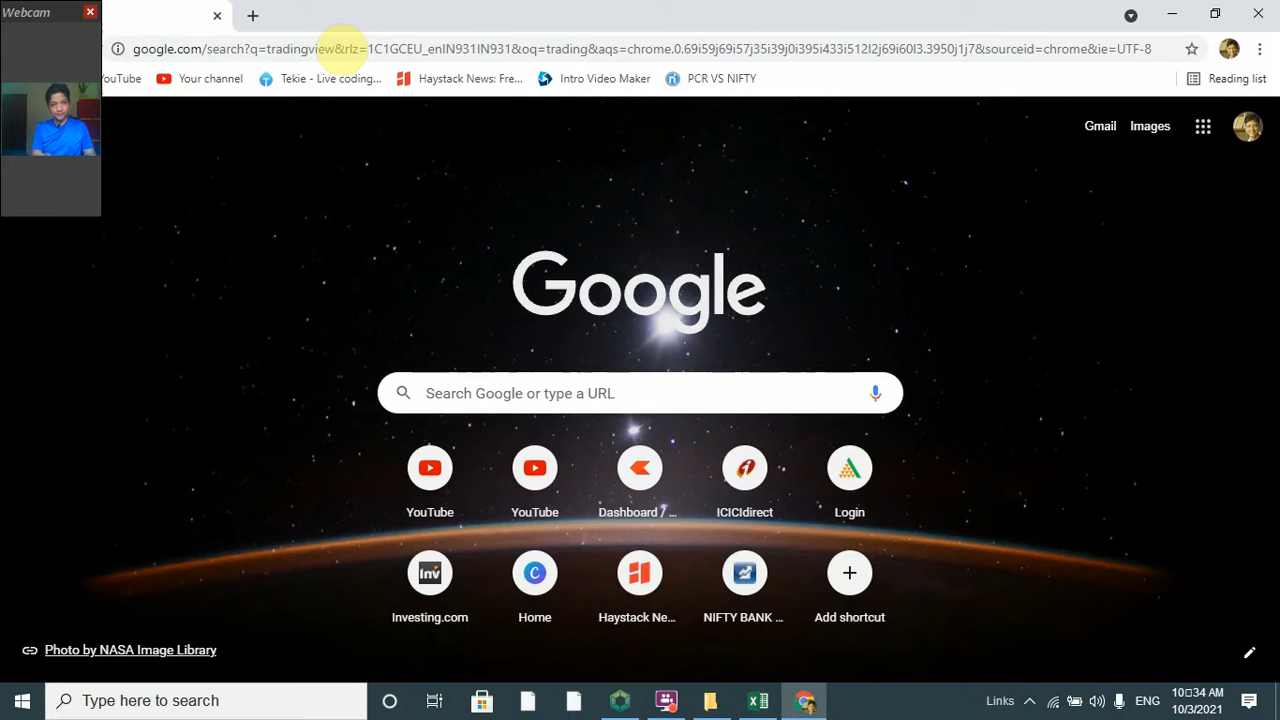 Webcam
google.com/search?q=tradingview&rlz=1C1GCEU_enIN931IN931&oq=trading&aqs=chrome.0.69i59j69i57j35i39j0i395i433i512l2j69i60l3.3950j1j7&sourceid=chrome&ie=UTF-8
YouTube Your channel Tekie - Live coding... Haystack News: Fre... Intro Video Maker PCR VS NIFTY Reading list
Gmail Images
Google
Search Google or type a URL
YouTube YouTube Dashboard / ... ICICIdirect Login
Inv
Investing.com Home Haystack Ne... NIFTY BANK ... Add shortcut
Photo by NASA Image Library
Type here to search Links ENG
10:34 AM
10/3/2021